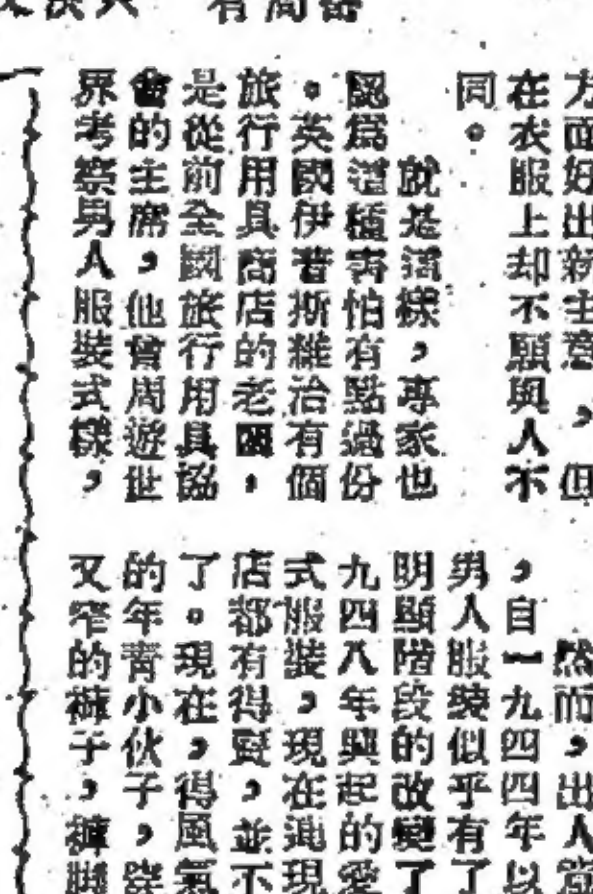 有
方面好出新主意，但
在衣服上却不願與人不
同。
就是這樣，專家也
認爲這種害怕有點過份
。英國伊普斯維治有個
旅行用具商店的老闆，
是從前全國旅行用具協
會的主席，他曾周遊世
界考察男人服裝式樣，
然而，出人
，自一九四四年以
男人服裝似乎有了
明顯階段的改變了
九四八年興起的愛
式服裝，現在連現
店都有得賣，並不
了。現在，得風氣
的年青小伙子，穿
又窄的褲子，褲脚